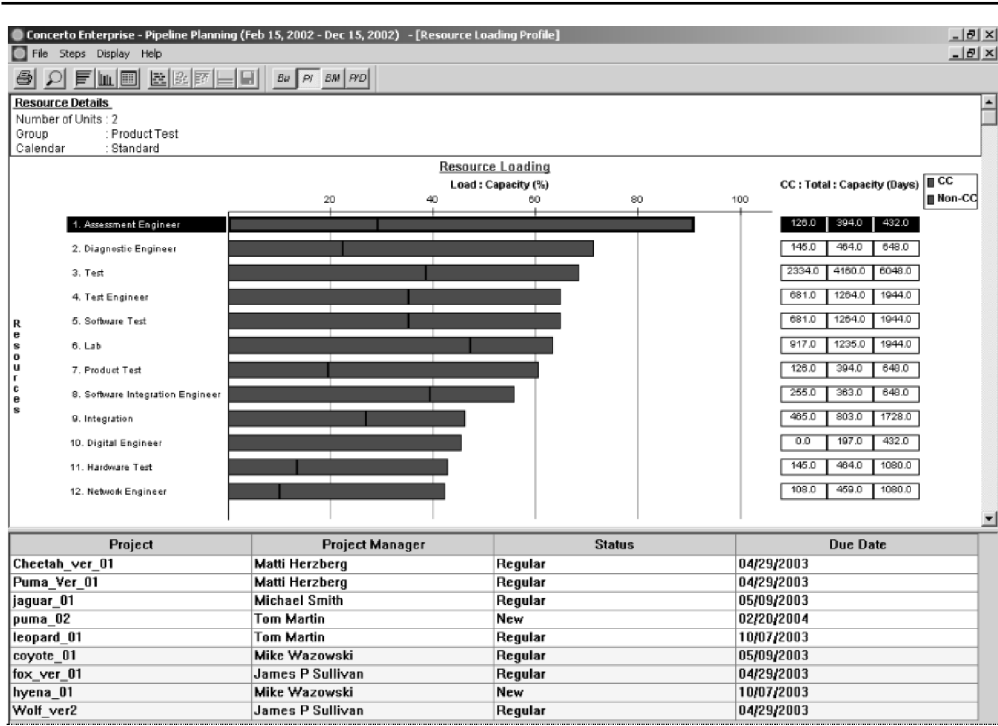 Concerto Enterprise - Pipeline Planning (Feb 15, 2002 - Dec 15, 2002) - [Resource Loading Profile]
File Steps Display Help
Bu PI BM P/D
Resource Details
Number of Units : 2
Group : Product Test
Calendar : Standard
Resource Loading
Load : Capacity (%)
CC : Total : Capacity (Days)
CC
Non-CC
20 40 60 80 100
Resources
1. Assessment Engineer 126.0 394.0 432.0
2. Diagnostic Engineer 145.0 464.0 648.0
3. Test 2334.0 4160.0 6048.0
4. Test Engineer 681.0 1264.0 1944.0
5. Software Test 681.0 1264.0 1944.0
6. Lab 917.0 1235.0 1944.0
7. Product Test 126.0 394.0 648.0
8. Software Integration Engineer 255.0 363.0 648.0
9. Integration 465.0 803.0 1728.0
10. Digital Engineer 0.0 197.0 432.0
11. Hardware Test 145.0 464.0 1080.0
12. Network Engineer 108.0 459.0 1080.0
Project Project Manager Status Due Date
Cheetah_ver_01 Matti Herzberg Regular 04/29/2003
Puma_Ver_01 Matti Herzberg Regular 04/29/2003
jaguar_01 Michael Smith Regular 05/09/2003
puma_02 Tom Martin New 02/20/2004
leopard_01 Tom Martin Regular 10/07/2003
coyote_01 Mike Wazowski Regular 05/09/2003
fox_ver_01 James P Sullivan Regular 04/29/2003
hyena_01 Mike Wazowski New 10/07/2003
Wolf_ver2 James P Sullivan Regular 04/29/2003